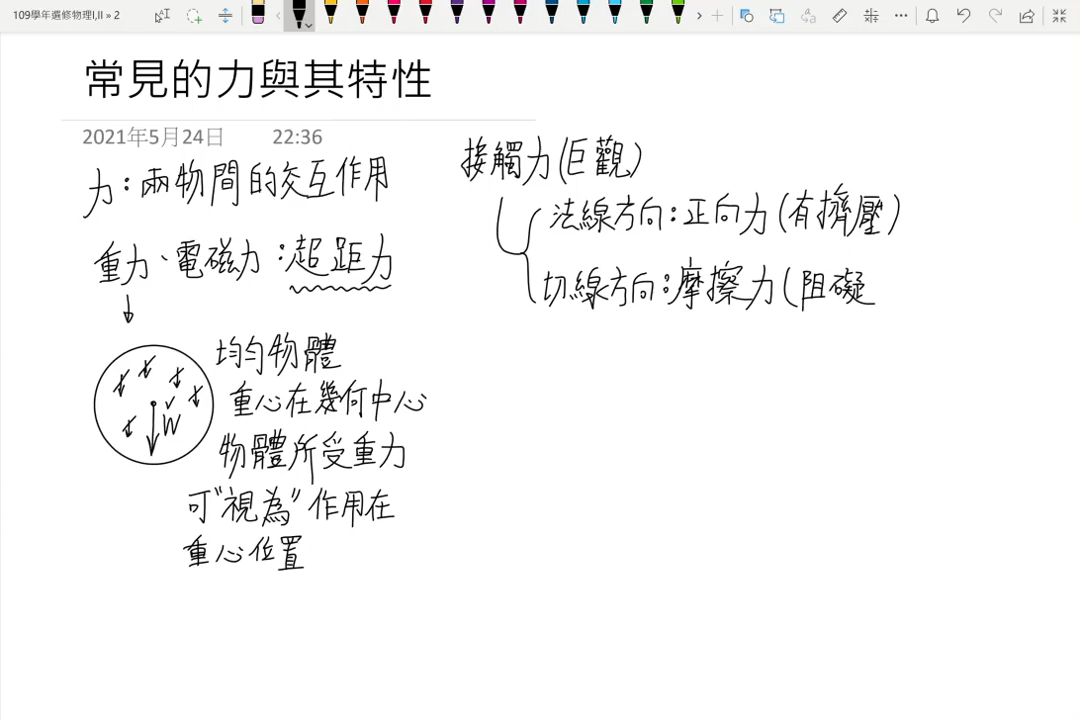 109學年選修物理I,II » 2
常見的力與其特性
2021年5月24日 22:36
力:兩物間的交互作用
重力、電磁力:超距力
均勻物體
重心在幾何中心
W
物體所受重力
可"視為"作用在
重心位置
接觸力(巨觀)
法線方向:正向力(有擠壓)
切線方向:摩擦力(阻礙